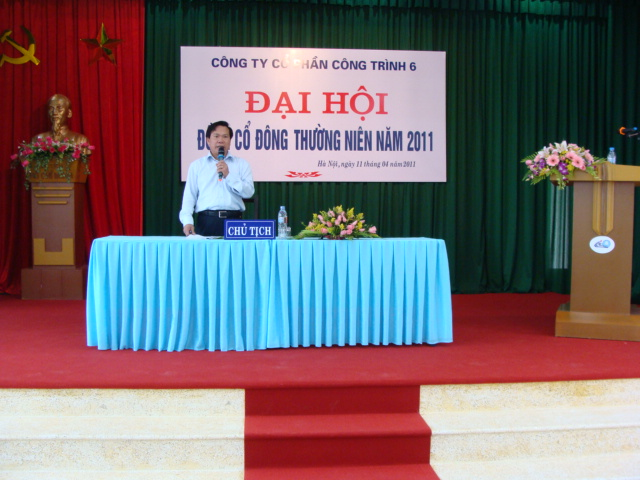 CÔNG TY CỔ PHẦN CÔNG TRÌNH 6
ĐẠI HỘI
CỔ ĐÔNG THƯỜNG NIÊN NĂM 2011
Hà Nội, ngày 11 tháng 04 năm 2011
CHỦ TỊCH